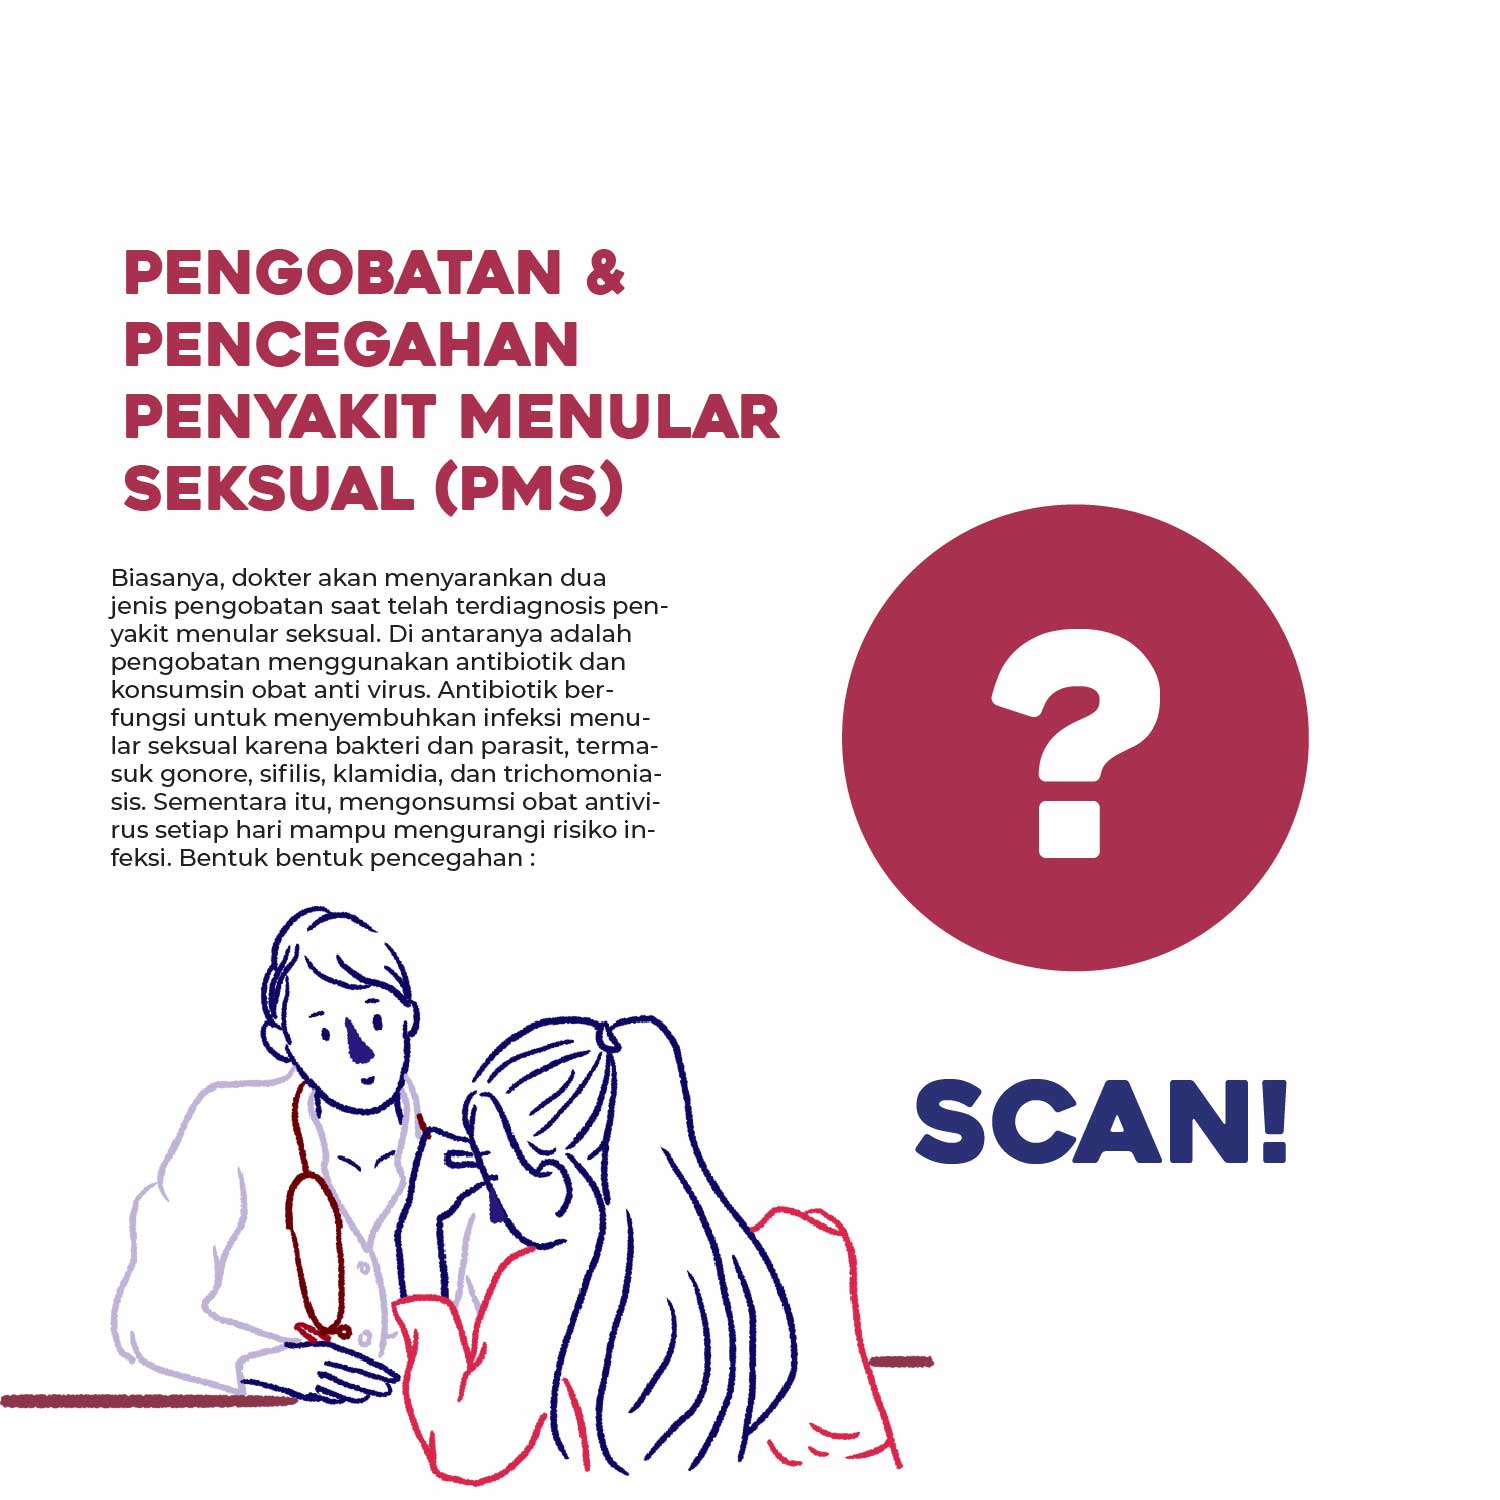 PENGOBATAN &
PENCEGAHAN
PENYAKIT MENULAR
SEKSUAL (PMS)
Biasanya, dokter akan menyarankan dua
jenis pengobatan saat telah terdiagnosis pen-
yakit menular seksual. Di antaranya adalah
pengobatan menggunakan antibiotik dan
konsumsin obat anti virus. Antibiotik ber-
fungsi untuk menyembuhkan infeksi menu-
lar seksual karena bakteri dan parasit, terma-
suk gonore, sifilis, klamidia, dan trichomonia-
sis. Sementara itu, mengonsumsi obat antivi-
rus setiap hari mampu mengurangi risiko in-
feksi. Bentuk bentuk pencegahan :
?
SCAN!